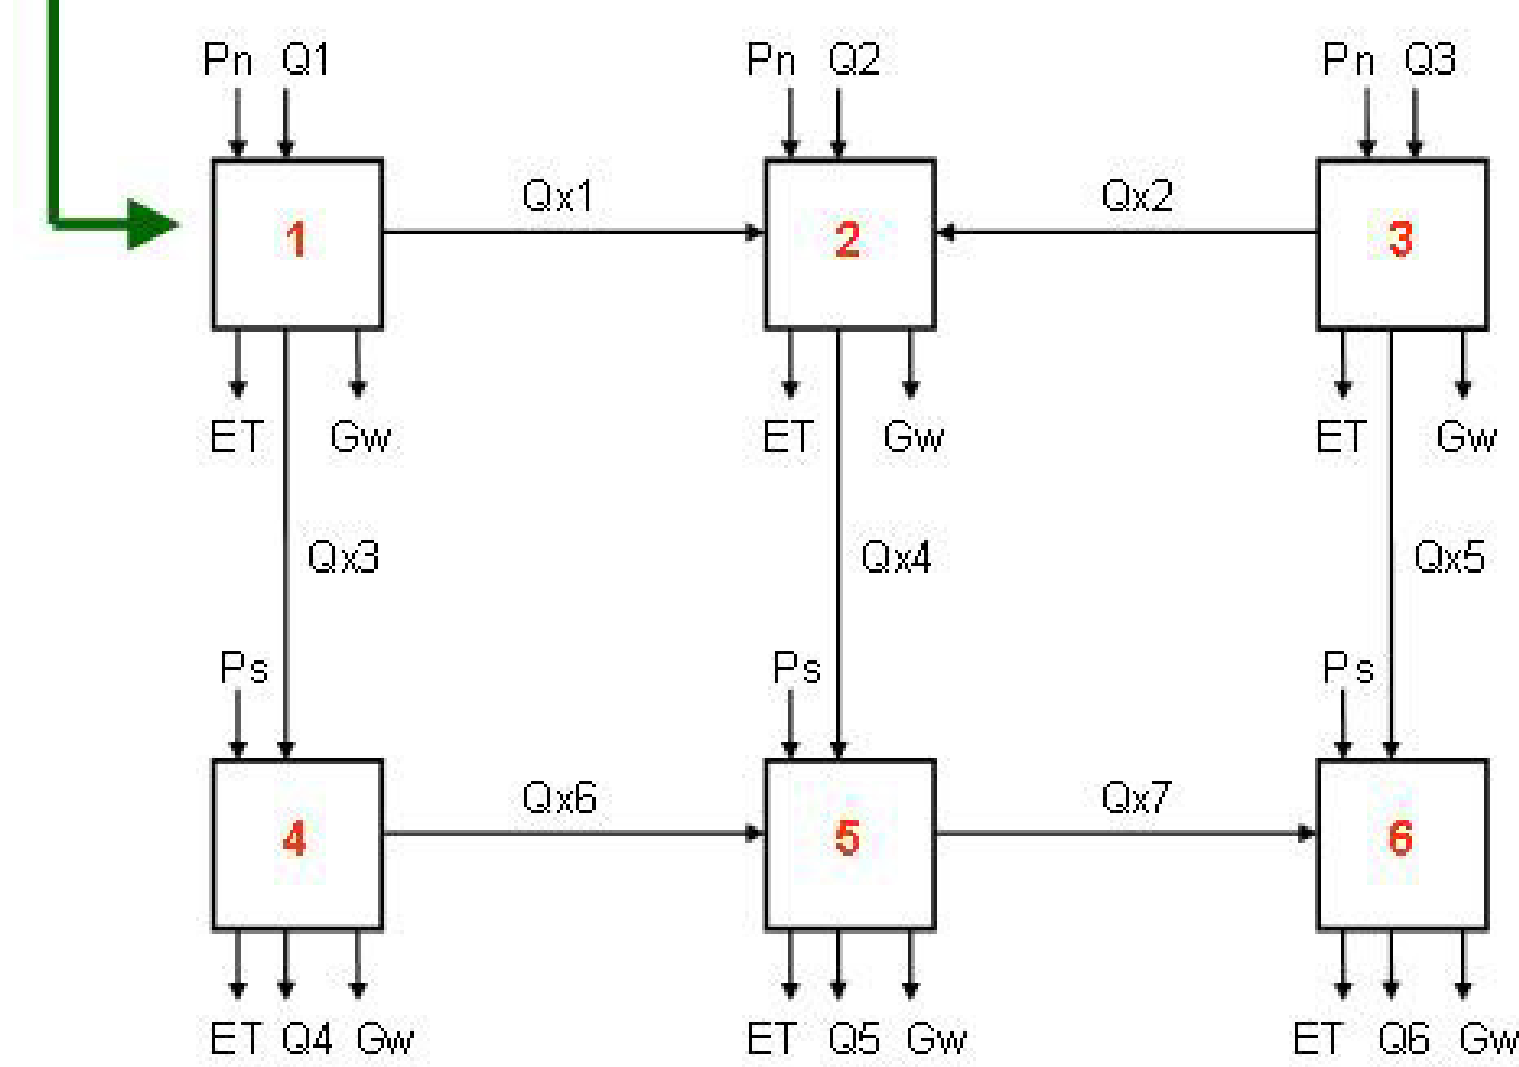 Pn Q1 Pn Q2 Pn Q3
Qx1 Qx2
1 2 3
ET Gw ET Gw ET Gw
Qx3 Qx4 Qx5
Ps Ps Ps
Qx6 Qx7
4 5 6
ET Q4 Gw ET Q5 Gw ET Q6 Gw